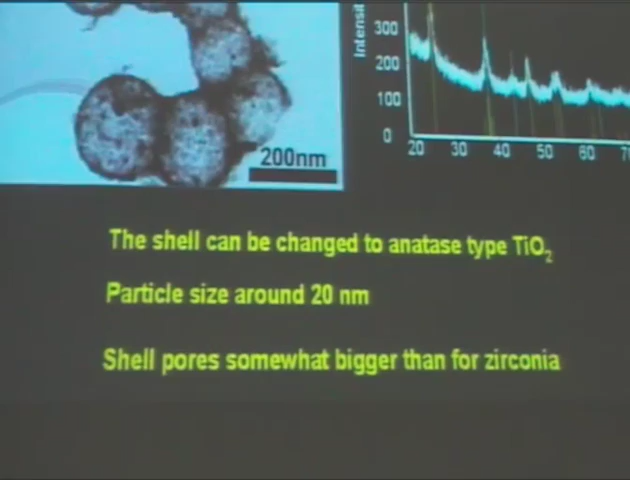 Intensit
300
200
100
0
20 30 40 50 60
200nm
The shell can be changed to anatase type TiO₂
Particle size around 20 nm
Shell pores somewhat bigger than for zirconia